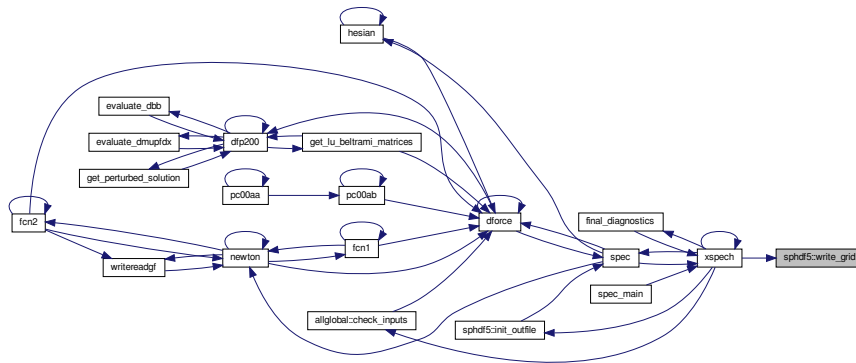 hesian
evaluate_dbb
evaluate_dmupfdx
dfp200
get_lu_beltrami_matrices
get_perturbed_solution
pc00aa
pc00ab
fcn2
dforce
final_diagnostics
fcn1
newton
writereadgf
spec
xspech
sphdf5::write_grid
spec_main
allglobal::check_inputs
sphdf5::init_outfile